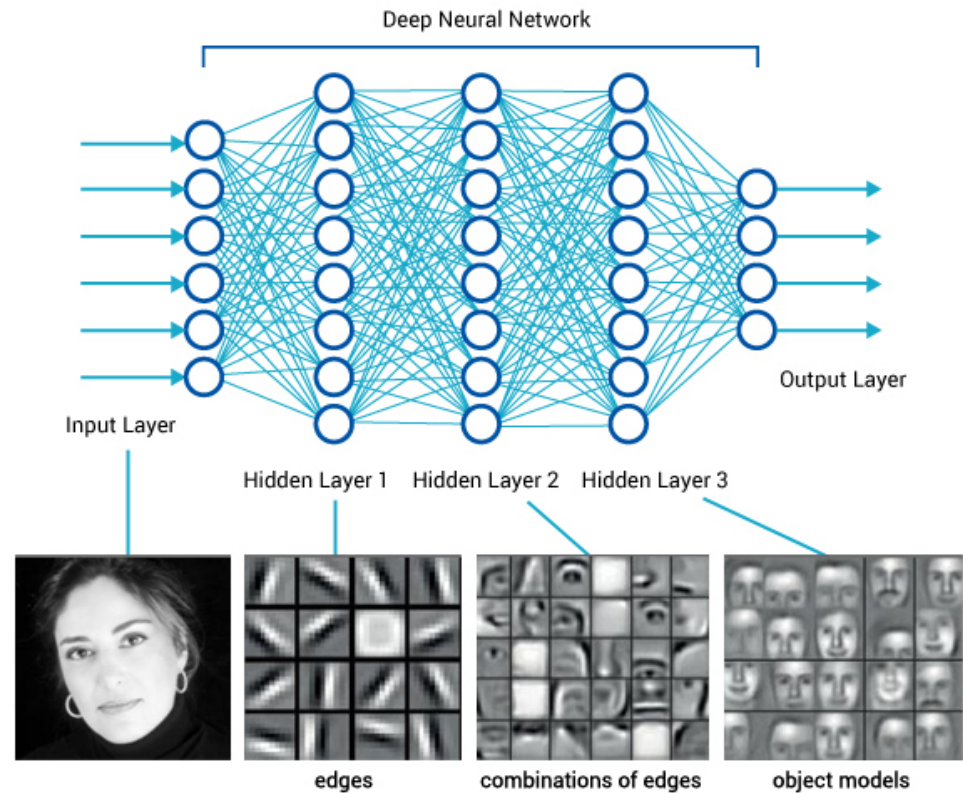 Deep Neural Network
Output Layer
Input Layer
Hidden Layer 1 Hidden Layer 2 Hidden Layer 3
edges combinations of edges object models